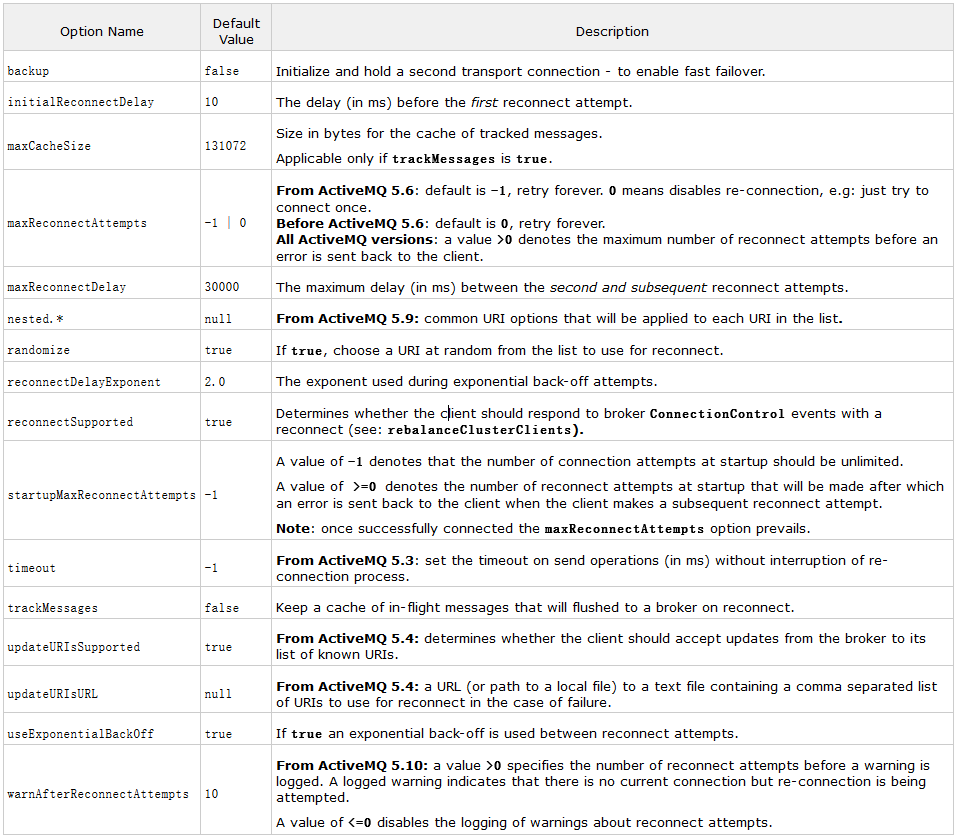 Option Name
Default
Value
Description
backup
false
Initialize and hold a second transport connection - to enable fast failover.
initialReconnectDelay
10
The delay (in ms) before the first reconnect attempt.
maxCacheSize
131072
Size in bytes for the cache of tracked messages.
Applicable only if trackMessages is true.
maxReconnectAttempts
-1 | 0
From ActiveMQ 5.6: default is -1, retry forever. 0 means disables re-connection, e.g: just try to
connect once.
Before ActiveMQ 5.6: default is 0, retry forever.
All ActiveMQ versions: a value >0 denotes the maximum number of reconnect attempts before an
error is sent back to the client.
maxReconnectDelay
30000
The maximum delay (in ms) between the second and subsequent reconnect attempts.
nested.*
null
From ActiveMQ 5.9: common URI options that will be applied to each URI in the list.
randomize
true
If true, choose a URI at random from the list to use for reconnect.
reconnectDelayExponent
2.0
The exponent used during exponential back-off attempts.
reconnectSupported
true
Determines whether the client should respond to broker ConnectionControl events with a
reconnect (see: rebalanceClusterClients).
startupMaxReconnectAttempts
-1
A value of -1 denotes that the number of connection attempts at startup should be unlimited.
A value of >=0 denotes the number of reconnect attempts at startup that will be made after which
an error is sent back to the client when the client makes a subsequent reconnect attempt.
Note: once successfully connected the maxReconnectAttempts option prevails.
timeout
-1
From ActiveMQ 5.3: set the timeout on send operations (in ms) without interruption of re-
connection process.
trackMessages
false
Keep a cache of in-flight messages that will flushed to a broker on reconnect.
updateURIsSupported
true
From ActiveMQ 5.4: determines whether the client should accept updates from the broker to its
list of known URIs.
updateURIsURL
null
From ActiveMQ 5.4: a URL (or path to a local file) to a text file containing a comma separated list
of URIs to use for reconnect in the case of failure.
useExponentialBackOff
true
If true an exponential back-off is used between reconnect attempts.
warnAfterReconnectAttempts
10
From ActiveMQ 5.10: a value >0 specifies the number of reconnect attempts before a warning is
logged. A logged warning indicates that there is no current connection but re-connection is being
attempted.
A value of <=0 disables the logging of warnings about reconnect attempts.